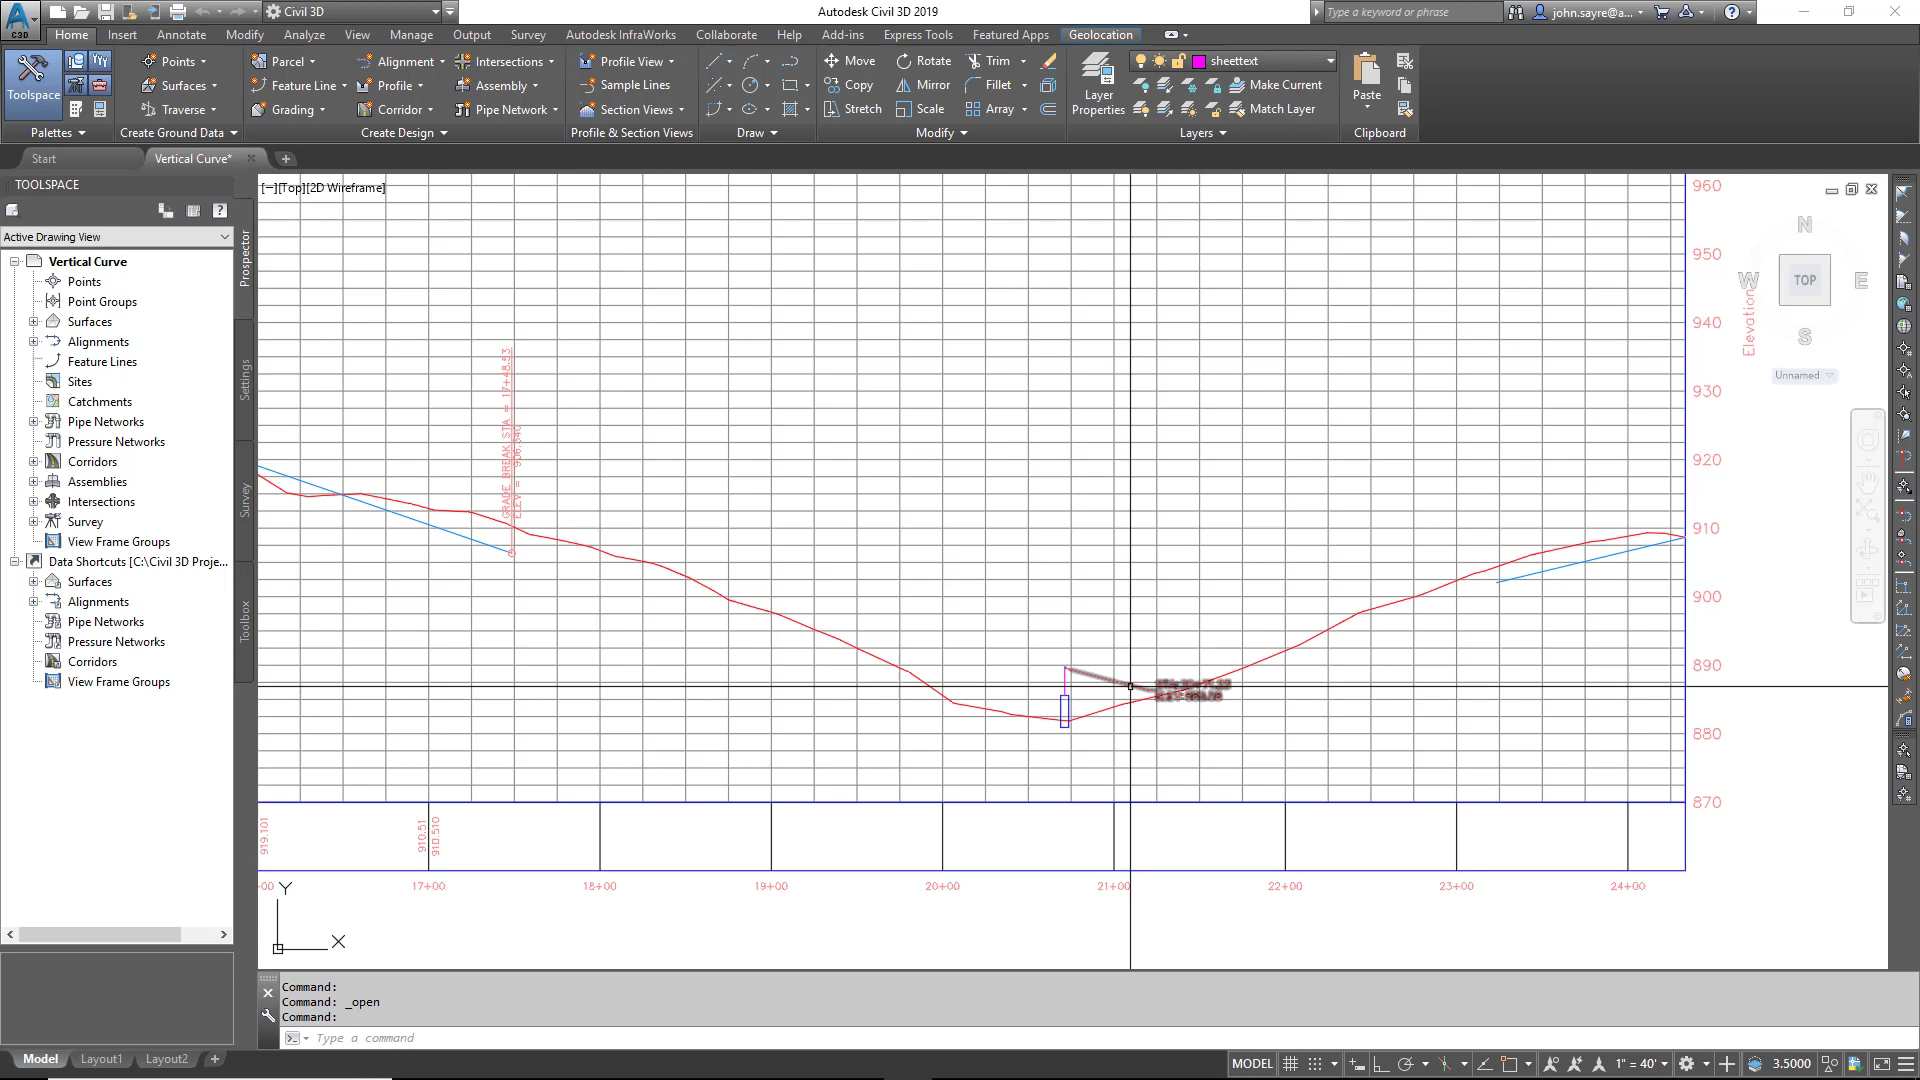 Civil 3D
Autodesk Civil 3D 2019
Type a keyword or phrase
john.sayre@a...
C3D
Home Insert Annotate Modify Analyze View Manage Output Survey Autodesk InfraWorks Collaborate Help Add-ins Express Tools Featured Apps Geolocation
Toolspace
Points
Surfaces
Traverse
Parcel
Feature Line
Grading
Alignment
Profile
Corridor
Intersections
Assembly
Pipe Network
Profile View
Sample Lines
Section Views
Move
Copy
Stretch
Rotate
Mirror
Scale
Trim
Fillet
Array
Layer
Properties
sheettext
Make Current
Match Layer
Paste
Palettes
Create Ground Data
Create Design
Profile & Section Views
Draw
Modify
Layers
Clipboard
Start
Vertical Curve*
TOOLSPACE
Active Drawing View
Vertical Curve
Points
Point Groups
Surfaces
Alignments
Feature Lines
Sites
Catchments
Pipe Networks
Pressure Networks
Corridors
Assemblies
Intersections
Survey
View Frame Groups
Data Shortcuts [C:\Civil 3D Proje...
Surfaces
Alignments
Pipe Networks
Pressure Networks
Corridors
View Frame Groups
Prospector
Settings
Survey
Toolbox
[−][Top][2D Wireframe]
GRADE BREAK STA = 17+48.53
ELEV = 906.340
960
950
940
930
920
910
900
890
880
870
Elevation
N
W
TOP
E
S
Unnamed
919.101
910.51
910.510
+00
17+00
18+00
19+00
20+00
21+00
22+00
23+00
24+00
Y
X
Command:
Command: _open
Command:
Type a command
Model
Layout1
Layout2
MODEL
1" = 40'
3.5000